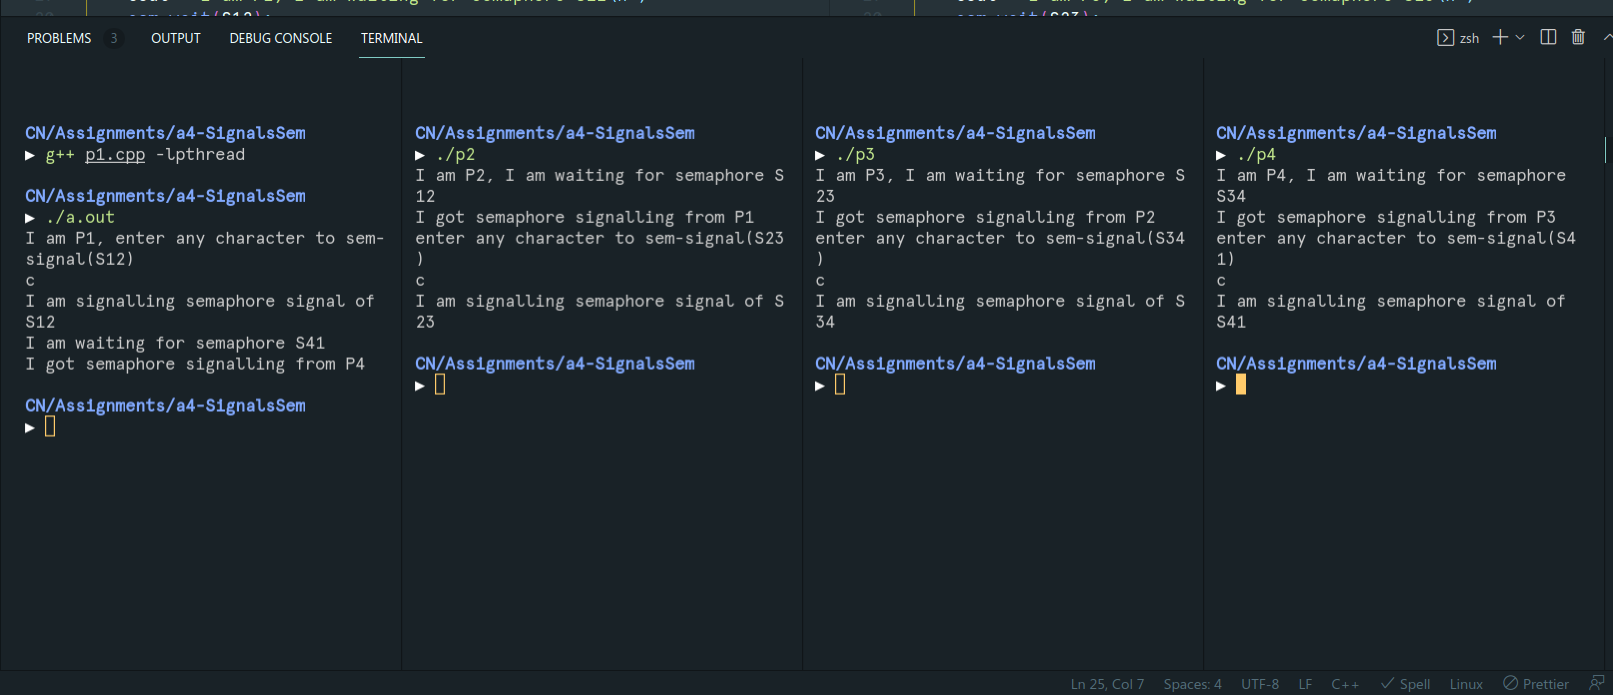 PROBLEMS 3 OUTPUT DEBUG CONSOLE TERMINAL
zsh
CN/Assignments/a4-SignalsSem
▶ g++ p1.cpp -lpthread
CN/Assignments/a4-SignalsSem
▶ ./a.out
I am P1, enter any character to sem-
signal(S12)
c
I am signalling semaphore signal of
S12
I am waiting for semaphore S41
I got semaphore signalling from P4
CN/Assignments/a4-SignalsSem
▶
CN/Assignments/a4-SignalsSem
▶ ./p2
I am P2, I am waiting for semaphore S
12
I got semaphore signalling from P1
enter any character to sem-signal(S23
)
c
I am signalling semaphore signal of S
23
CN/Assignments/a4-SignalsSem
▶
CN/Assignments/a4-SignalsSem
▶ ./p3
I am P3, I am waiting for semaphore S
23
I got semaphore signalling from P2
enter any character to sem-signal(S34
)
c
I am signalling semaphore signal of S
34
CN/Assignments/a4-SignalsSem
▶
CN/Assignments/a4-SignalsSem
▶ ./p4
I am P4, I am waiting for semaphore
S34
I got semaphore signalling from P3
enter any character to sem-signal(S4
1)
c
I am signalling semaphore signal of
S41
CN/Assignments/a4-SignalsSem
▶
Ln 25, Col 7 Spaces: 4 UTF-8 LF C++ Spell Linux Prettier